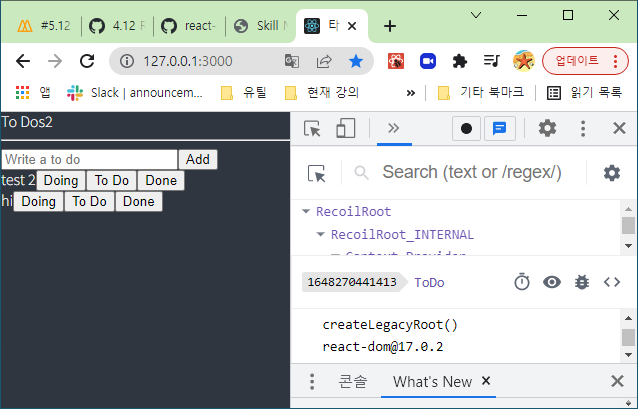 #5.12
4.12 F
react-
Skill M
타
127.0.0.1:3000
업데이트
앱
Slack | announcem...
유틸
현재 강의
»
기타 북마크
읽기 목록
To Dos2
Write a to do
Add
test 2 Doing To Do Done
hi Doing To Do Done
Search (text or /regex/)
RecoilRoot
RecoilRoot_INTERNAL
Context.Provider
1648270441413 ToDo
createLegacyRoot()
react-dom@17.0.2
콘솔
What's New